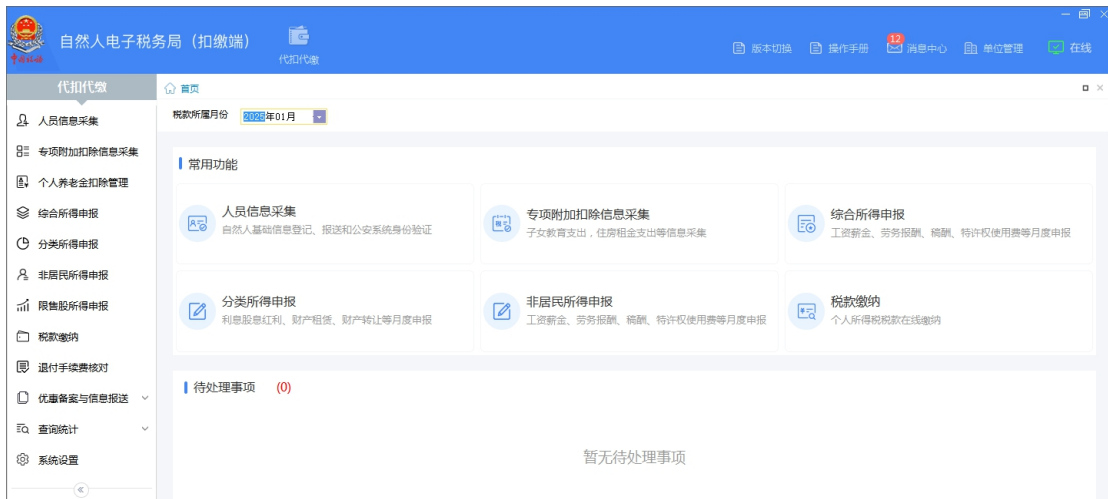 自然人电子税务局（扣缴端）
代扣代缴
版本切换
操作手册
12
消息中心
单位管理
在线
代扣代缴
首页
人员信息采集
专项附加扣除信息采集
个人养老金扣除管理
综合所得申报
分类所得申报
非居民所得申报
限售股所得申报
税款缴纳
退付手续费核对
优惠备案与信息报送
查询统计
系统设置
税款所属月份 2025年01月
常用功能
人员信息采集
自然人基础信息登记、报送和公安系统身份验证
专项附加扣除信息采集
子女教育支出，住房租金支出等信息采集
综合所得申报
工资薪金、劳务报酬、稿酬、特许权使用费等月度申报
分类所得申报
利息股息红利、财产租赁、财产转让等月度申报
非居民所得申报
工资薪金、劳务报酬、稿酬、特许权使用费等月度申报
税款缴纳
个人所得税税款在线缴纳
待处理事项 (0)
暂无待处理事项